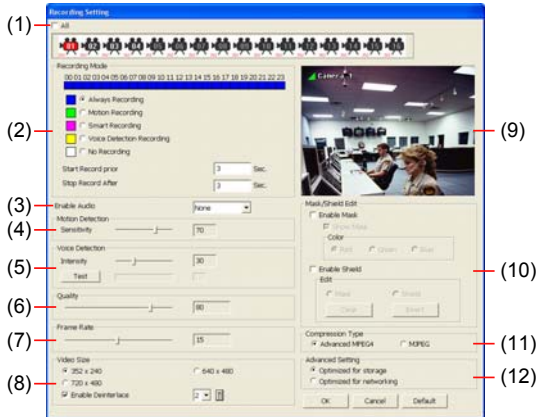 Recording Setting
(1)
All
01 02 03 04 05 06 07 08 09 10 11 12 13 14 15 16
Recording Mode
00 01 02 03 04 05 06 07 08 09 10 11 12 13 14 15 16 17 18 19 20 21 22 23
Always Recording
Motion Recording
(2)
Smart Recording
Voice Detection Recording
No Recording
Start Record prior 3 Sec.
Stop Record After 3 Sec.
(3)
Enable Audio None
Motion Detection
(4)
Sensitivity 70
Voice Detection
(5)
Intensity 30
Test
Quality
(6)
80
Frame Rate
(7)
15
Video Size
352 x 240
640 x 480
(8)
720 x 480
Enable Deinterlace 2
(9)
Mask/Shield Edit
Enable Mask
Show Mask
Color
Red Green Blue
(10)
Enable Shield
Edit
Mask Shield
Clear Invert
Compression Type
Advanced MPEG4 MJPEG
(11)
Advanced Setting
Optimized for storage
(12)
Optimized for networking
OK Cancel Default